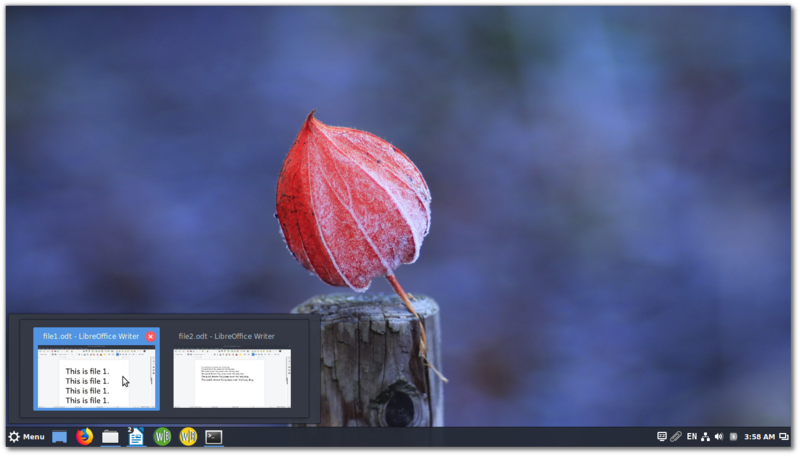 file1.odt - LibreOffice Writer
file2.odt - LibreOffice Writer
This is file 1.
This is file 1.
This is file 1.
This is file 1.
Menu
2
EN
3:58 AM